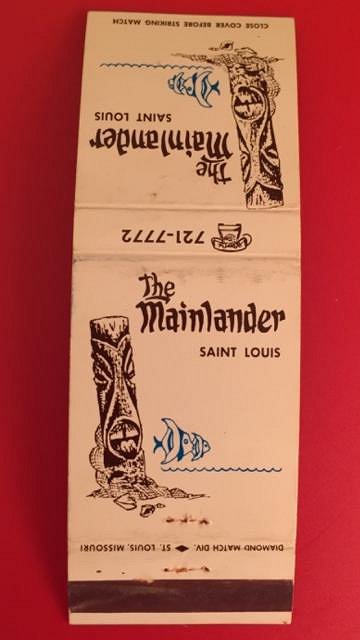 CLOSE COVER BEFORE STRIKING MATCH
The
Mainlander
SAINT LOUIS
721-7772
The
Mainlander
SAINT LOUIS
DIAMOND MATCH DIV. ◆ ST. LOUIS, MISSOURI